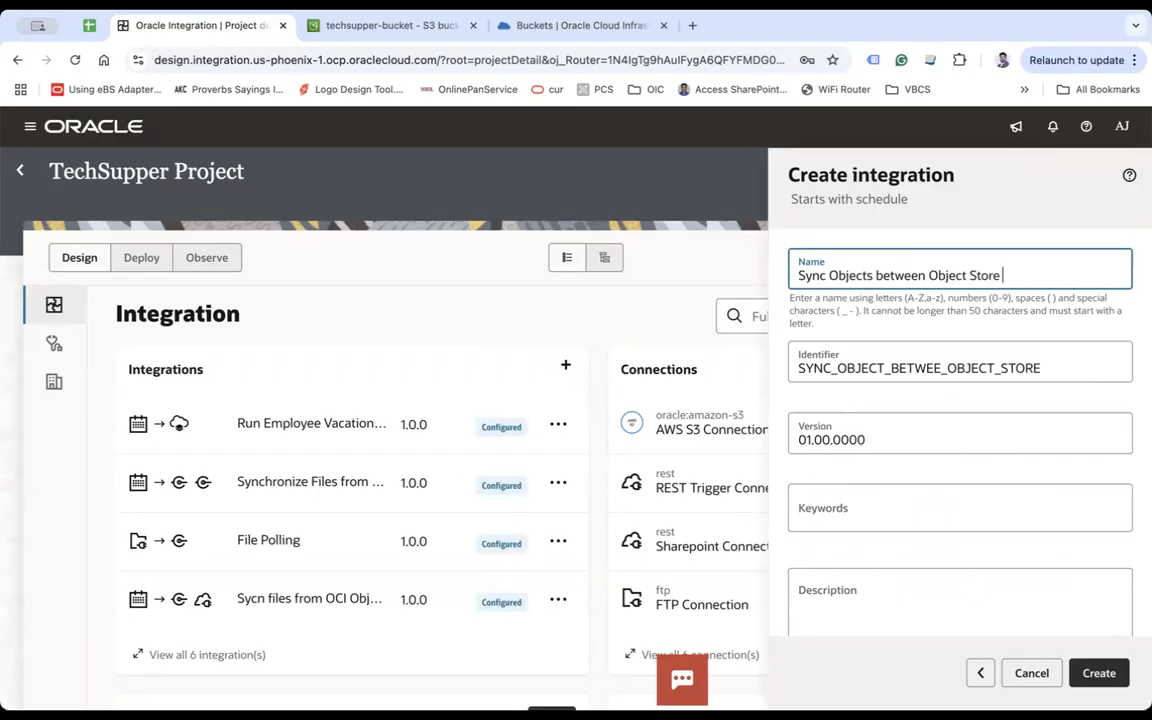 Oracle Integration | Project d
techsupper-bucket - S3 buck
Buckets | Oracle Cloud Infras
design.integration.us-phoenix-1.ocp.oraclecloud.com/?root=projectDetail&oj_Router=1N4IgTg9hAuIFygA6QFYFMDG0...
Relaunch to update
Using eBS Adapter...
Proverbs Sayings I...
Logo Design Tool....
OnlinePanService
cur
PCS
OIC
Access SharePoint...
WiFi Router
VBCS
»
All Bookmarks
ORACLE
AJ
TechSupper Project
Create integration
Starts with schedule
Design
Deploy
Observe
Name
Sync Objects between Object Store
Enter a name using letters (A-Z,a-z), numbers (0-9), spaces ( ) and special
characters ( _ - ). It cannot be longer than 50 characters and must start with a
letter.
Integration
Identifier
SYNC_OBJECT_BETWEE_OBJECT_STORE
Integrations
+
Connections
Version
01.00.0000
Run Employee Vacation...
1.0.0
Configured
oracle:amazon-s3
AWS S3 Connection
Keywords
Synchronize Files from ...
1.0.0
Configured
rest
REST Trigger Conne
File Polling
1.0.0
Configured
rest
Sharepoint Connect
Description
Sycn files from OCI Obj...
1.0.0
Configured
ftp
FTP Connection
View all 6 integration(s)
Cancel
Create